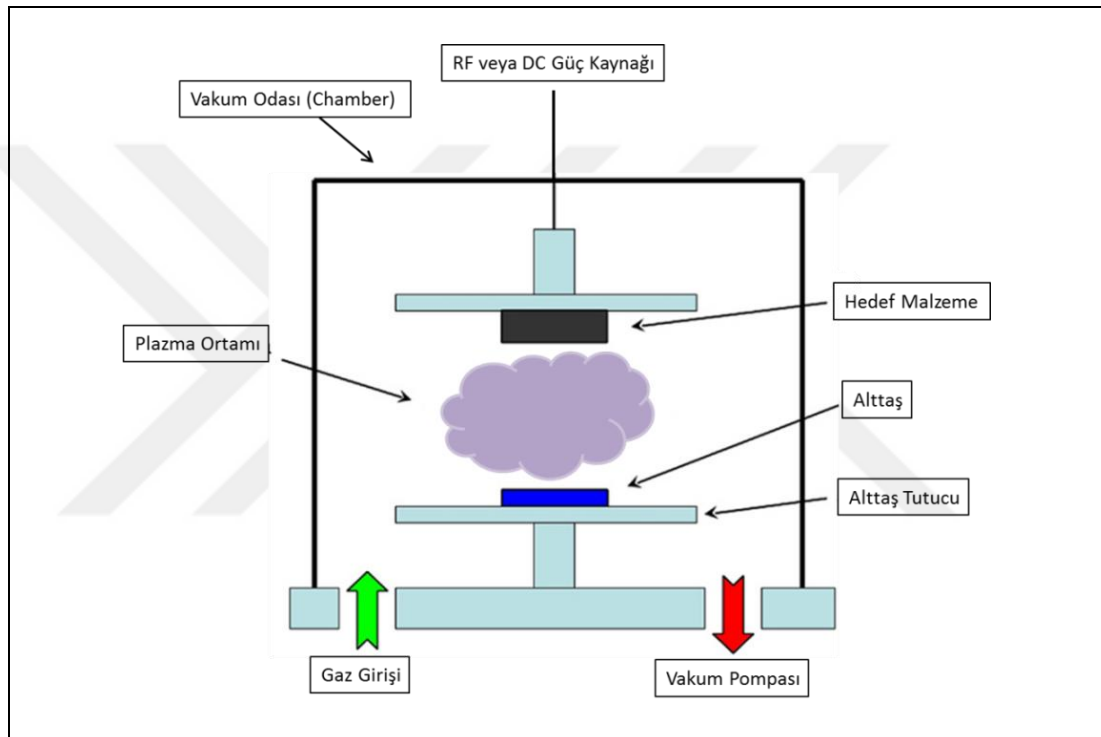 RF veya DC Güç Kaynağı
Vakum Odası (Chamber)
Hedef Malzeme
Plazma Ortamı
Alttaş
Alttaş Tutucu
Gaz Girişi
Vakum Pompası